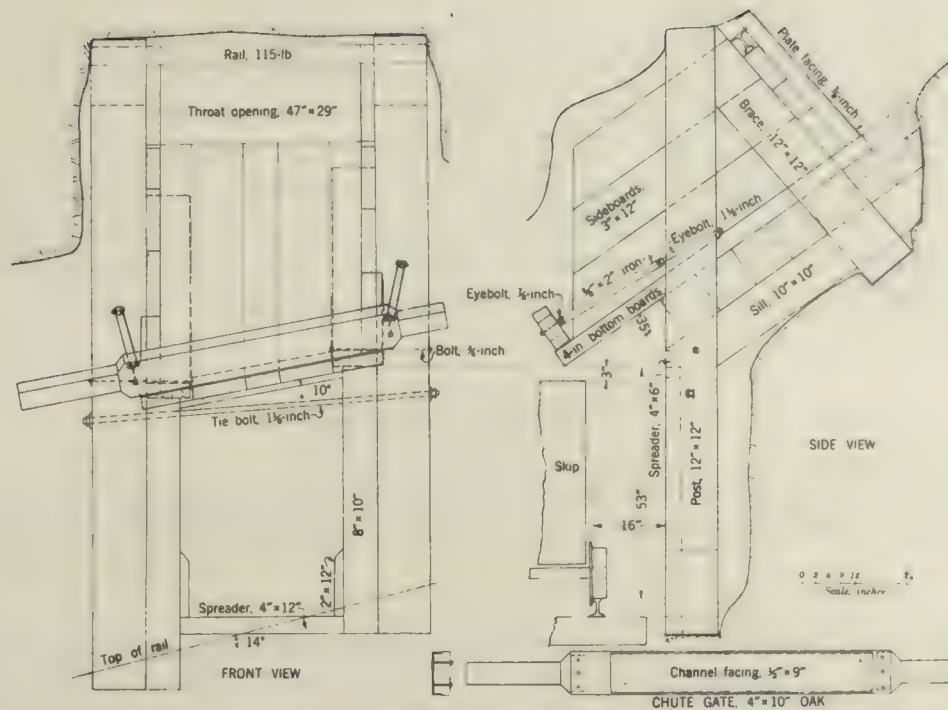 Rail, 115-lb
Throat opening, 47" × 29"
Bolt, ⅝-inch
10°
Tie bolt, 1⅛-inch
8" × 10"
2" × 12"
Spreader, 4" × 12"
14°
Top of rail
FRONT VIEW
Plate facing, ⅜-inch
Brace, 12" × 12"
Sideboards, 3" × 12"
Eyebolt, 1⅛-inch
2" iron
Eyebolt, ⅞-inch
4-in bottom boards
35°
Sill, 10" × 10"
3"
Spreader, 4" × 6"
Post, 12" × 12"
Skip
53"
16"
SIDE VIEW
Scale, inches
Channel facing, ½" × 9"
CHUTE GATE, 4" × 10" OAK